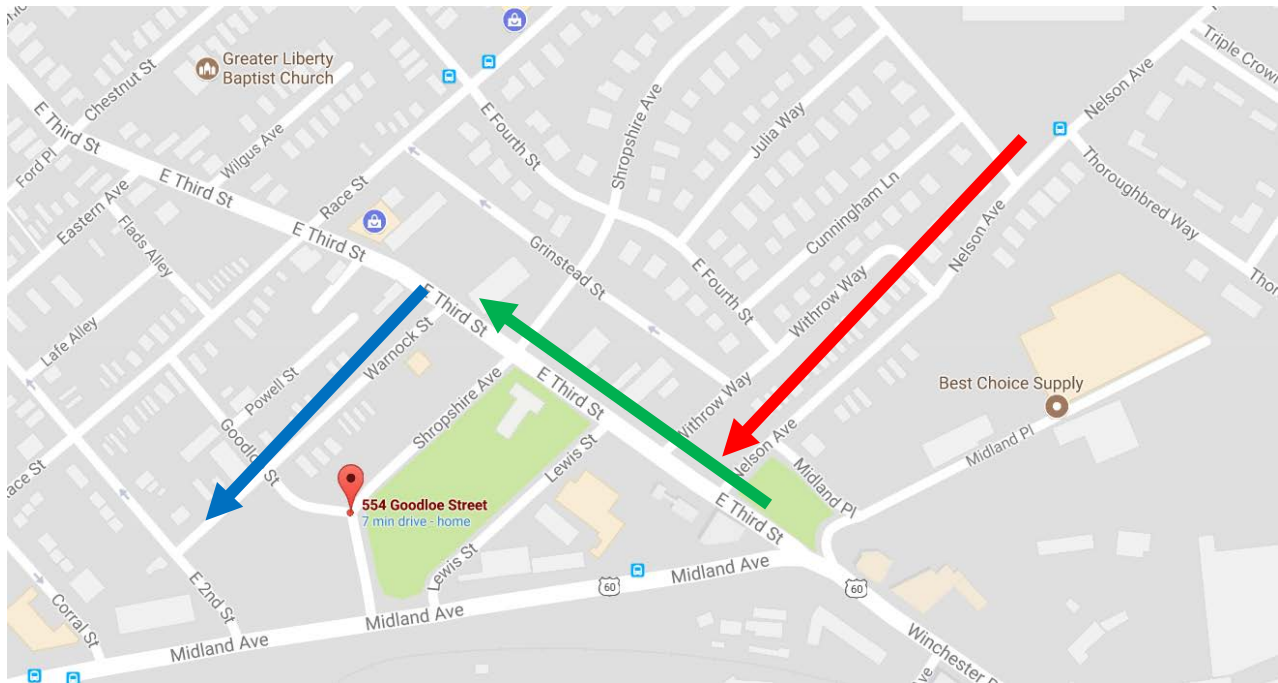 Greater Liberty
Baptist Church
Chestnut St
E Third St
Ford Pl
Wilgus Ave
E Third St
Eastern Ave
Race St
E Fourth St
Shropshire Ave
Julia Way
Nelson Ave
Triple Crown
Thoroughbred Way
Cunningham Ln
Flads Alley
E Third St
Grinstead St
E Fourth St
Withrow Way
Nelson Ave
E Third St
Lafe Alley
Warnock St
Powell St
Shropshire Ave
E Third St
Withrow Way
Best Choice Supply
Goodloe St
Lewis St
Nelson Ave
Midland Pl
Midland Pl
554 Goodloe Street
7 min drive - home
E Third St
Lewis St
Midland Ave
60
60
E 2nd St
Corral St
Midland Ave
Midland Ave
Winchester